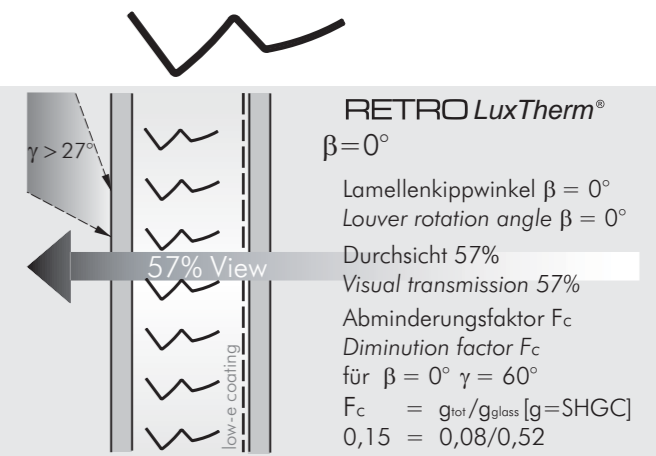 RETRO LuxTherm®
β=0°
γ > 27°
Lamellenkippwinkel β = 0°
Louver rotation angle β = 0°
57% View
Durchsicht 57%
Visual transmission 57%
Abminderungsfaktor Fc
Diminution factor Fc
für β = 0° γ = 60°
Fc = gtot/gglass [g=SHGC]
0,15 = 0,08/0,52
low-e coating